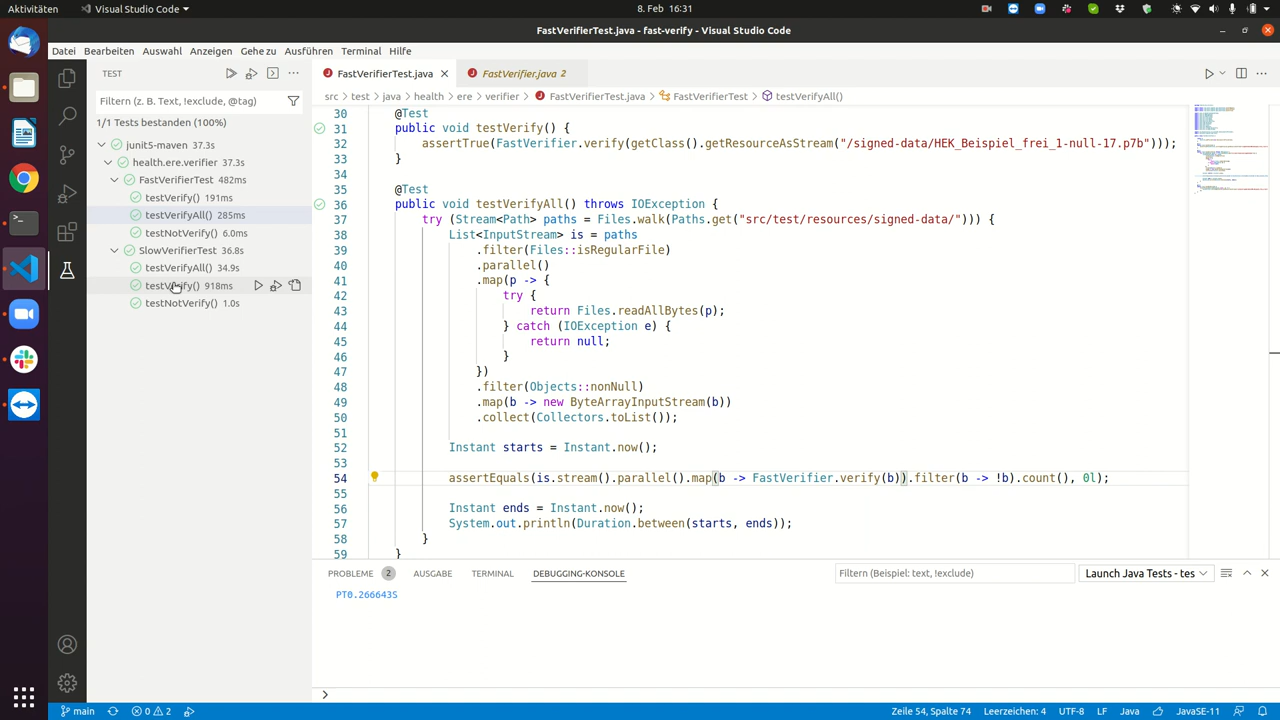 Aktivitäten
Visual Studio Code
8. Feb 16:31
FastVerifierTest.java - fast-verify - Visual Studio Code
Datei Bearbeiten Auswahl Anzeigen Gehe zu Ausführen Terminal Hilfe
TEST
FastVerifierTest.java
FastVerifier.java 2
Filtern (z. B. Text, !exclude, @tag)
src > test > java > health > ere > verifier > FastVerifierTest.java > FastVerifierTest > testVerifyAll()
1/1 Tests bestanden (100%)
junit5-maven 37.3s
health.ere.verifier 37.3s
FastVerifierTest 482ms
testVerify() 191ms
testVerifyAll() 285ms
testNotVerify() 6.0ms
SlowVerifierTest 36.8s
testVerifyAll() 34.9s
testVerify() 918ms
testNotVerify() 1.0s
30 @Test
31 public void testVerify() {
32 assertTrue(FastVerifier.verify(getClass().getResourceAsStream("/signed-data/HEK_Beispiel_frei_1-null-17.p7b")));
33 }
34
35 @Test
36 public void testVerifyAll() throws IOException {
37 try (Stream<Path> paths = Files.walk(Paths.get("src/test/resources/signed-data/"))) {
38 List<InputStream> is = paths
39 .filter(Files::isRegularFile)
40 .parallel()
41 .map(p -> {
42 try {
43 return Files.readAllBytes(p);
44 } catch (IOException e) {
45 return null;
46 }
47 })
48 .filter(Objects::nonNull)
49 .map(b -> new ByteArrayInputStream(b))
50 .collect(Collectors.toList());
51
52 Instant starts = Instant.now();
53
54 assertEquals(is.stream().parallel().map(b -> FastVerifier.verify(b)).filter(b -> !b).count(), 0l);
55
56 Instant ends = Instant.now();
57 System.out.println(Duration.between(starts, ends));
58 }
59 }
PROBLEME 2 AUSGABE TERMINAL DEBUGGING-KONSOLE
Filtern (Beispiel: text, !exclude)
Launch Java Tests - tes
PT0.266643S
>
main
0 2
Zeile 54, Spalte 74 Leerzeichen: 4 UTF-8 LF Java JavaSE-11